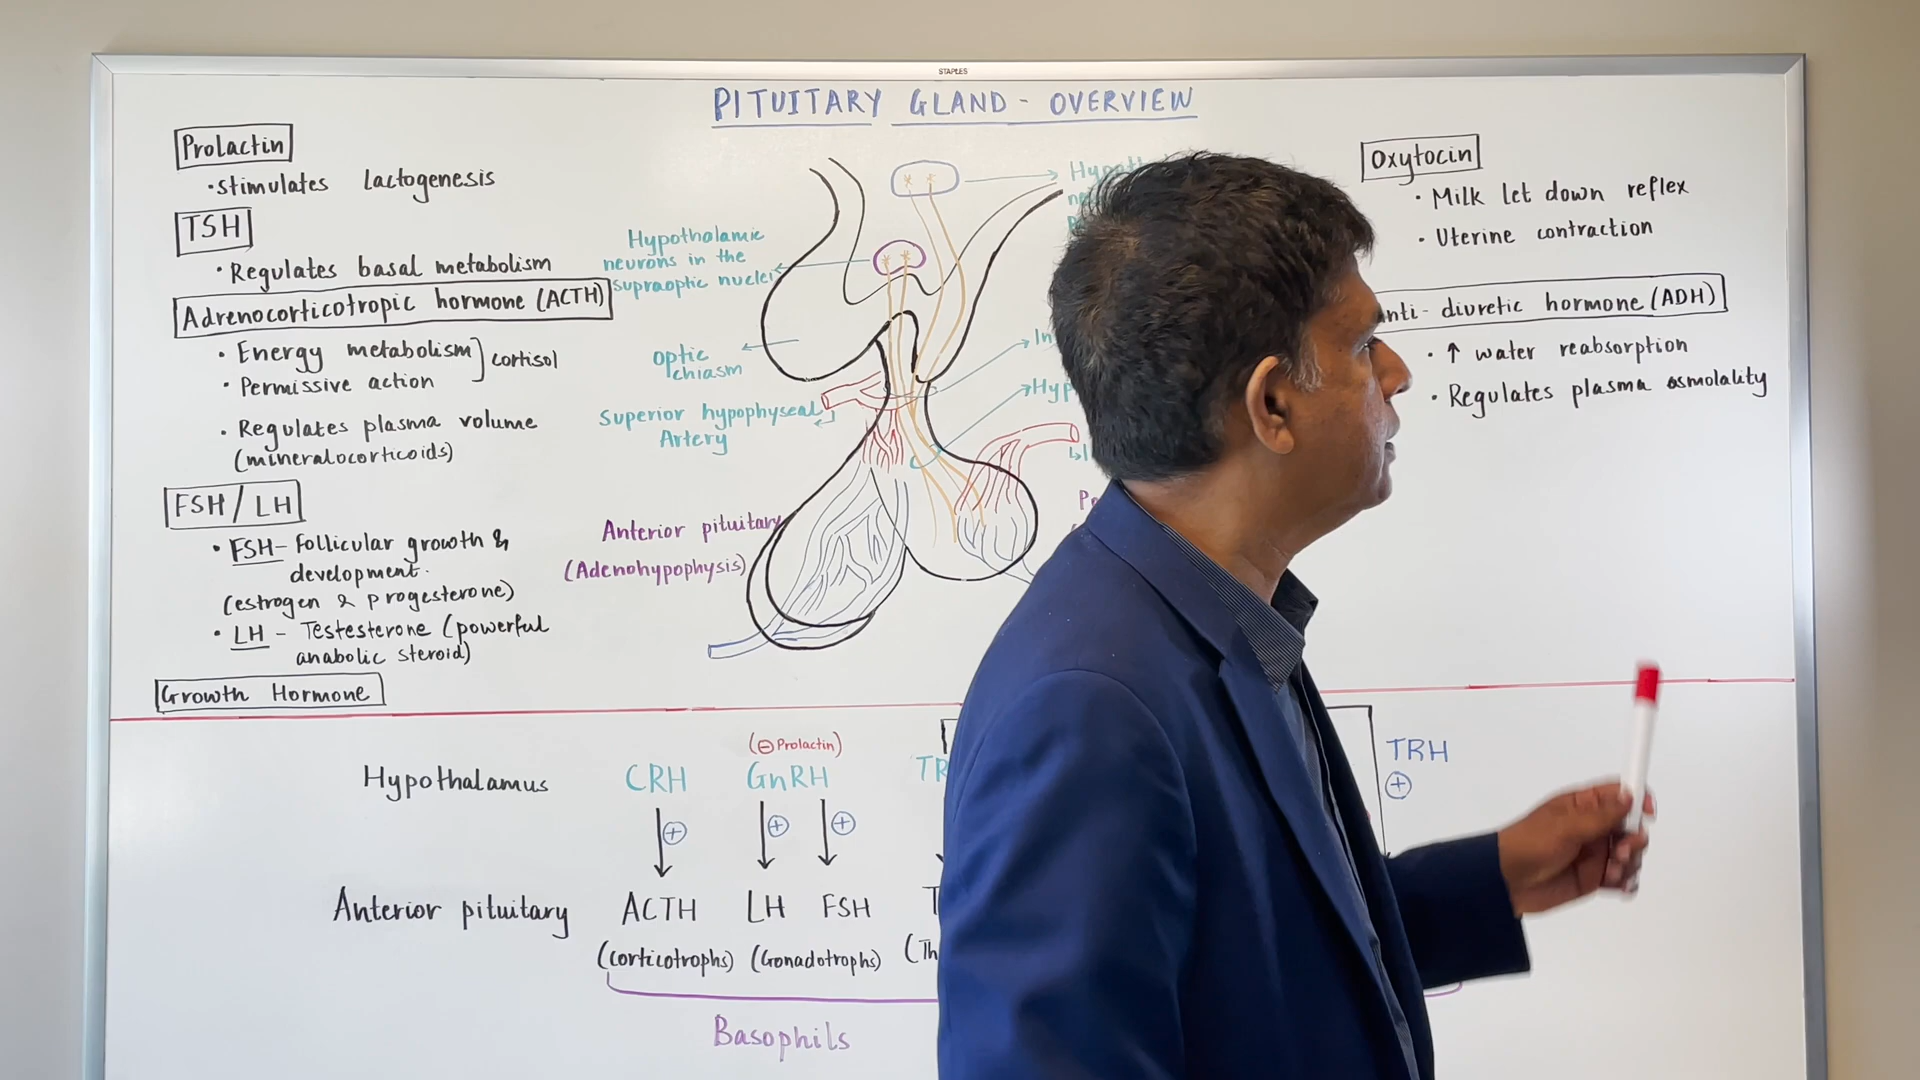 STAPLES
PITUITARY GLAND - OVERVIEW
Prolactin
• stimulates lactogenesis
TSH
• Regulates basal metabolism
Adrenocorticotropic hormone (ACTH)
• Energy metabolism
• Permissive action
] cortisol
• Regulates plasma volume
(mineralocorticoids)
FSH / LH
• FSH - Follicular growth &
development.
(estrogen & progesterone)
• LH - Testesterone (powerful
anabolic steroid)
Growth Hormone
Hypothalamic
neurons in the
supraoptic nuclei
optic
chiasm
Superior hypophyseal
Artery
Anterior pituitary
(Adenohypophysis)
Oxytocin
• Milk let down reflex
• Uterine contraction
nti - diuretic hormone (ADH)
• ↑ water reabsorption
• Regulates plasma osmolality
(⊖ Prolactin)
Hypothalamus CRH GnRH TR
TRH
⊕
⊕ ⊕ ⊕
Anterior pituitary ACTH LH FSH T
(corticotrophs) (Gonadotrophs) (Th
Basophils